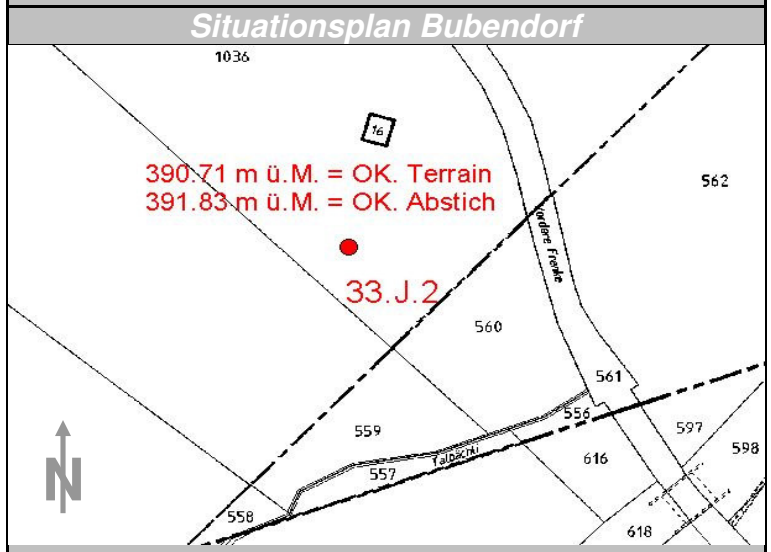 Situationsplan Bubendorf
1036
16
390.71 m ü.M. = OK. Terrain
391.83 m ü.M. = OK. Abstich
562
Vordere Frenke
33.J.2
560
561
556
559
597
Talbächli
557
598
616
558
618
N